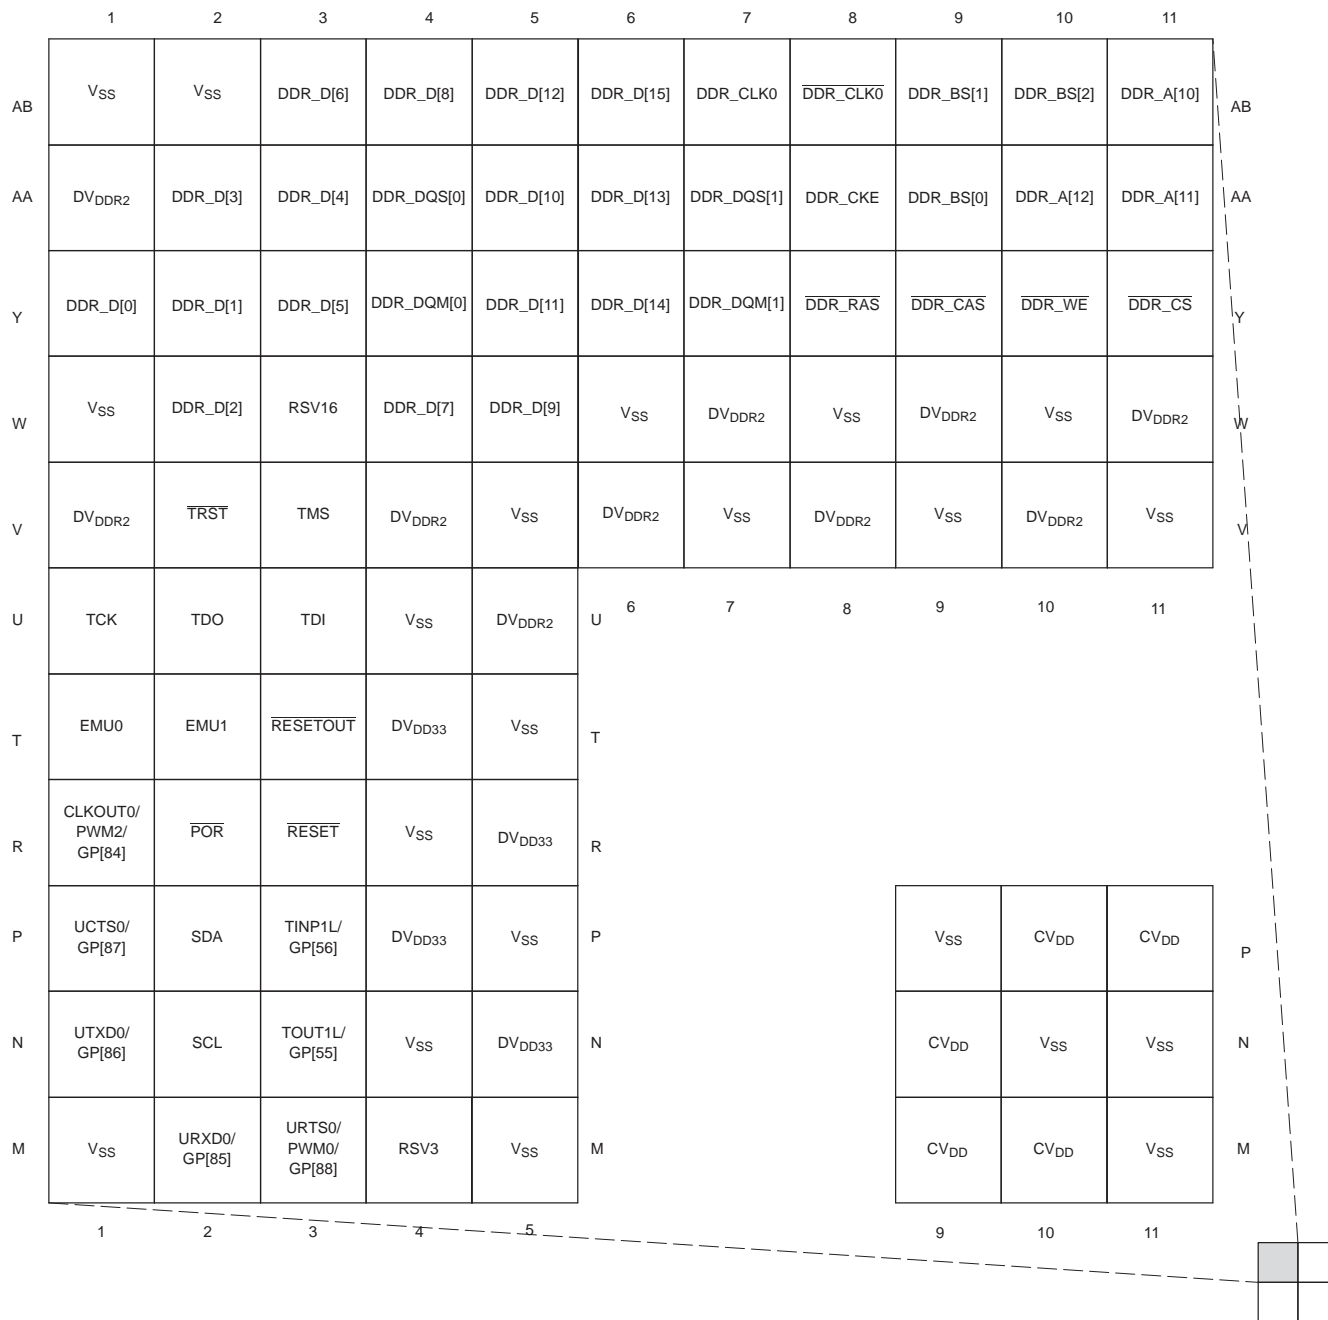 1 2 3 4 5 6 7 8 9 10 11
AB VSS VSS DDR_D[6] DDR_D[8] DDR_D[12] DDR_D[15] DDR_CLK0 DDR_CLK0 DDR_BS[1] DDR_BS[2] DDR_A[10] AB
AA DVDDR2 DDR_D[3] DDR_D[4] DDR_DQS[0] DDR_D[10] DDR_D[13] DDR_DQS[1] DDR_CKE DDR_BS[0] DDR_A[12] DDR_A[11] AA
Y DDR_D[0] DDR_D[1] DDR_D[5] DDR_DQM[0] DDR_D[11] DDR_D[14] DDR_DQM[1] DDR_RAS DDR_CAS DDR_WE DDR_CS Y
W VSS DDR_D[2] RSV16 DDR_D[7] DDR_D[9] VSS DVDDR2 VSS DVDDR2 VSS DVDDR2 W
V DVDDR2 TRST TMS DVDDR2 VSS DVDDR2 VSS DVDDR2 VSS DVDDR2 VSS V
U TCK TDO TDI VSS DVDDR2 U 6 7 8 9 10 11
T EMU0 EMU1 RESETOUT DVDD33 VSS T
CLKOUT0/
R PWM2/ POR RESET VSS DVDD33 R
GP[84]
P UCTS0/ SDA TINP1L/ DVDD33 VSS P VSS CVDD CVDD P
GP[87] GP[56]
N UTXD0/ SCL TOUT1L/ VSS DVDD33 N CVDD VSS VSS N
GP[86] GP[55]
M VSS URXD0/ URTS0/ RSV3 VSS M CVDD CVDD VSS M
GP[85] PWM0/
GP[88]
1 2 3 4 5 9 10 11